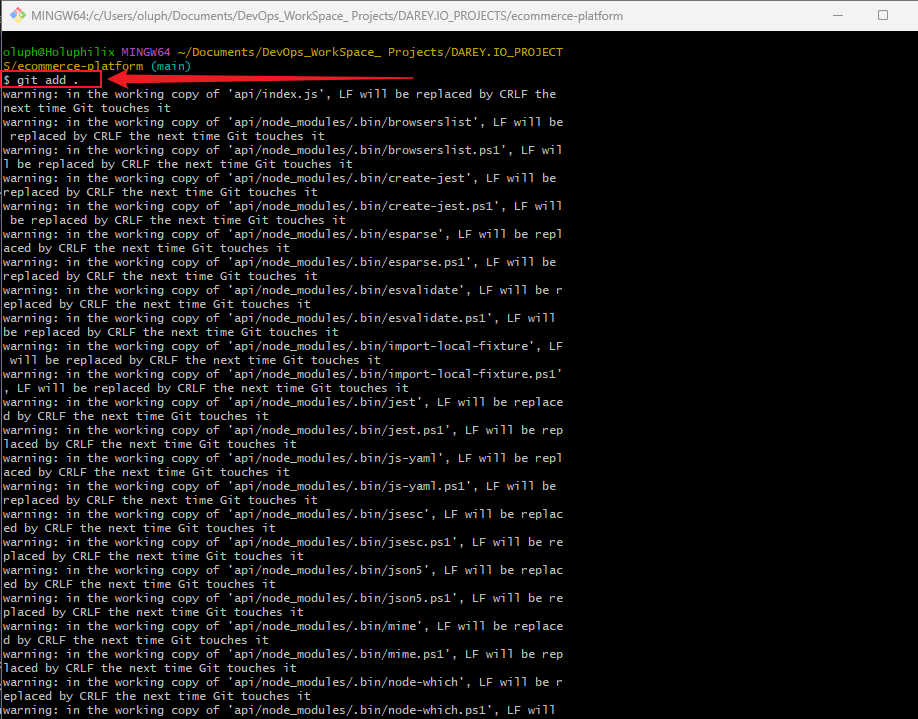 MINGW64:/c/Users/oluph/Documents/DevOps_WorkSpace_ Projects/DAREY.IO_PROJECTS/ecommerce-platform
oluph@Holuphilix MINGW64 ~/Documents/DevOps_WorkSpace_ Projects/DAREY.IO_PROJECT
S/ecommerce-platform (main)
$ git add .
warning: in the working copy of 'api/index.js', LF will be replaced by CRLF the
next time Git touches it
warning: in the working copy of 'api/node_modules/.bin/browserslist', LF will be
 replaced by CRLF the next time Git touches it
warning: in the working copy of 'api/node_modules/.bin/browserslist.ps1', LF wil
l be replaced by CRLF the next time Git touches it
warning: in the working copy of 'api/node_modules/.bin/create-jest', LF will be
replaced by CRLF the next time Git touches it
warning: in the working copy of 'api/node_modules/.bin/create-jest.ps1', LF will
 be replaced by CRLF the next time Git touches it
warning: in the working copy of 'api/node_modules/.bin/esparse', LF will be repl
aced by CRLF the next time Git touches it
warning: in the working copy of 'api/node_modules/.bin/esparse.ps1', LF will be
replaced by CRLF the next time Git touches it
warning: in the working copy of 'api/node_modules/.bin/esvalidate', LF will be r
eplaced by CRLF the next time Git touches it
warning: in the working copy of 'api/node_modules/.bin/esvalidate.ps1', LF will
be replaced by CRLF the next time Git touches it
warning: in the working copy of 'api/node_modules/.bin/import-local-fixture', LF
 will be replaced by CRLF the next time Git touches it
warning: in the working copy of 'api/node_modules/.bin/import-local-fixture.ps1'
, LF will be replaced by CRLF the next time Git touches it
warning: in the working copy of 'api/node_modules/.bin/jest', LF will be replace
d by CRLF the next time Git touches it
warning: in the working copy of 'api/node_modules/.bin/jest.ps1', LF will be rep
laced by CRLF the next time Git touches it
warning: in the working copy of 'api/node_modules/.bin/js-yaml', LF will be repl
aced by CRLF the next time Git touches it
warning: in the working copy of 'api/node_modules/.bin/js-yaml.ps1', LF will be
replaced by CRLF the next time Git touches it
warning: in the working copy of 'api/node_modules/.bin/jsesc', LF will be replac
ed by CRLF the next time Git touches it
warning: in the working copy of 'api/node_modules/.bin/jsesc.ps1', LF will be re
placed by CRLF the next time Git touches it
warning: in the working copy of 'api/node_modules/.bin/json5', LF will be replac
ed by CRLF the next time Git touches it
warning: in the working copy of 'api/node_modules/.bin/json5.ps1', LF will be re
placed by CRLF the next time Git touches it
warning: in the working copy of 'api/node_modules/.bin/mime', LF will be replace
d by CRLF the next time Git touches it
warning: in the working copy of 'api/node_modules/.bin/mime.ps1', LF will be rep
laced by CRLF the next time Git touches it
warning: in the working copy of 'api/node_modules/.bin/node-which', LF will be r
eplaced by CRLF the next time Git touches it
warning: in the working copy of 'api/node_modules/.bin/node-which.ps1', LF will